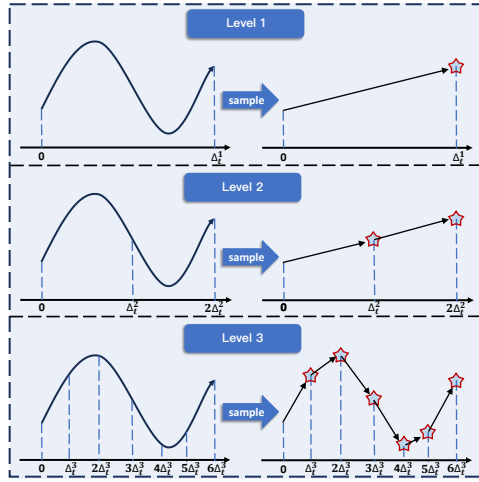 Level 1
sample
0 Δ_t^1 0 Δ_t^1
Level 2
sample
0 Δ_t^2 2Δ_t^2 0 Δ_t^2 2Δ_t^2
Level 3
sample
0 Δ_t^3 2Δ_t^3 3Δ_t^3 4Δ_t^3 5Δ_t^3 6Δ_t^3 0 Δ_t^3 2Δ_t^3 3Δ_t^3 4Δ_t^3 5Δ_t^3 6Δ_t^3